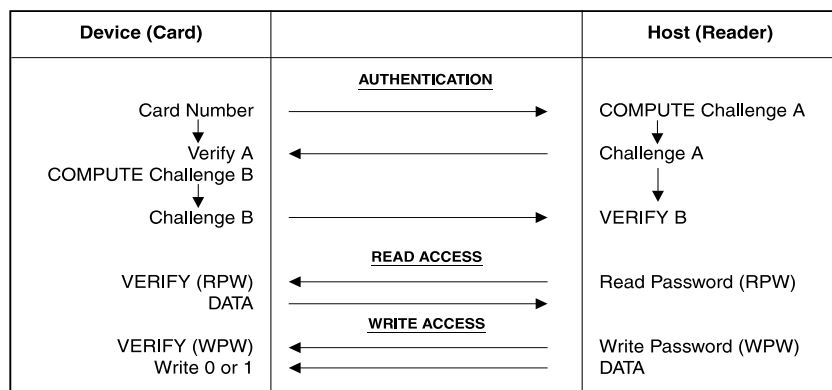 Device (Card) Host (Reader)
AUTHENTICATION
Card Number COMPUTE Challenge A
Verify A Challenge A
COMPUTE Challenge B
Challenge B VERIFY B
READ ACCESS
VERIFY (RPW) Read Password (RPW)
DATA
WRITE ACCESS
VERIFY (WPW) Write Password (WPW)
Write 0 or 1 DATA